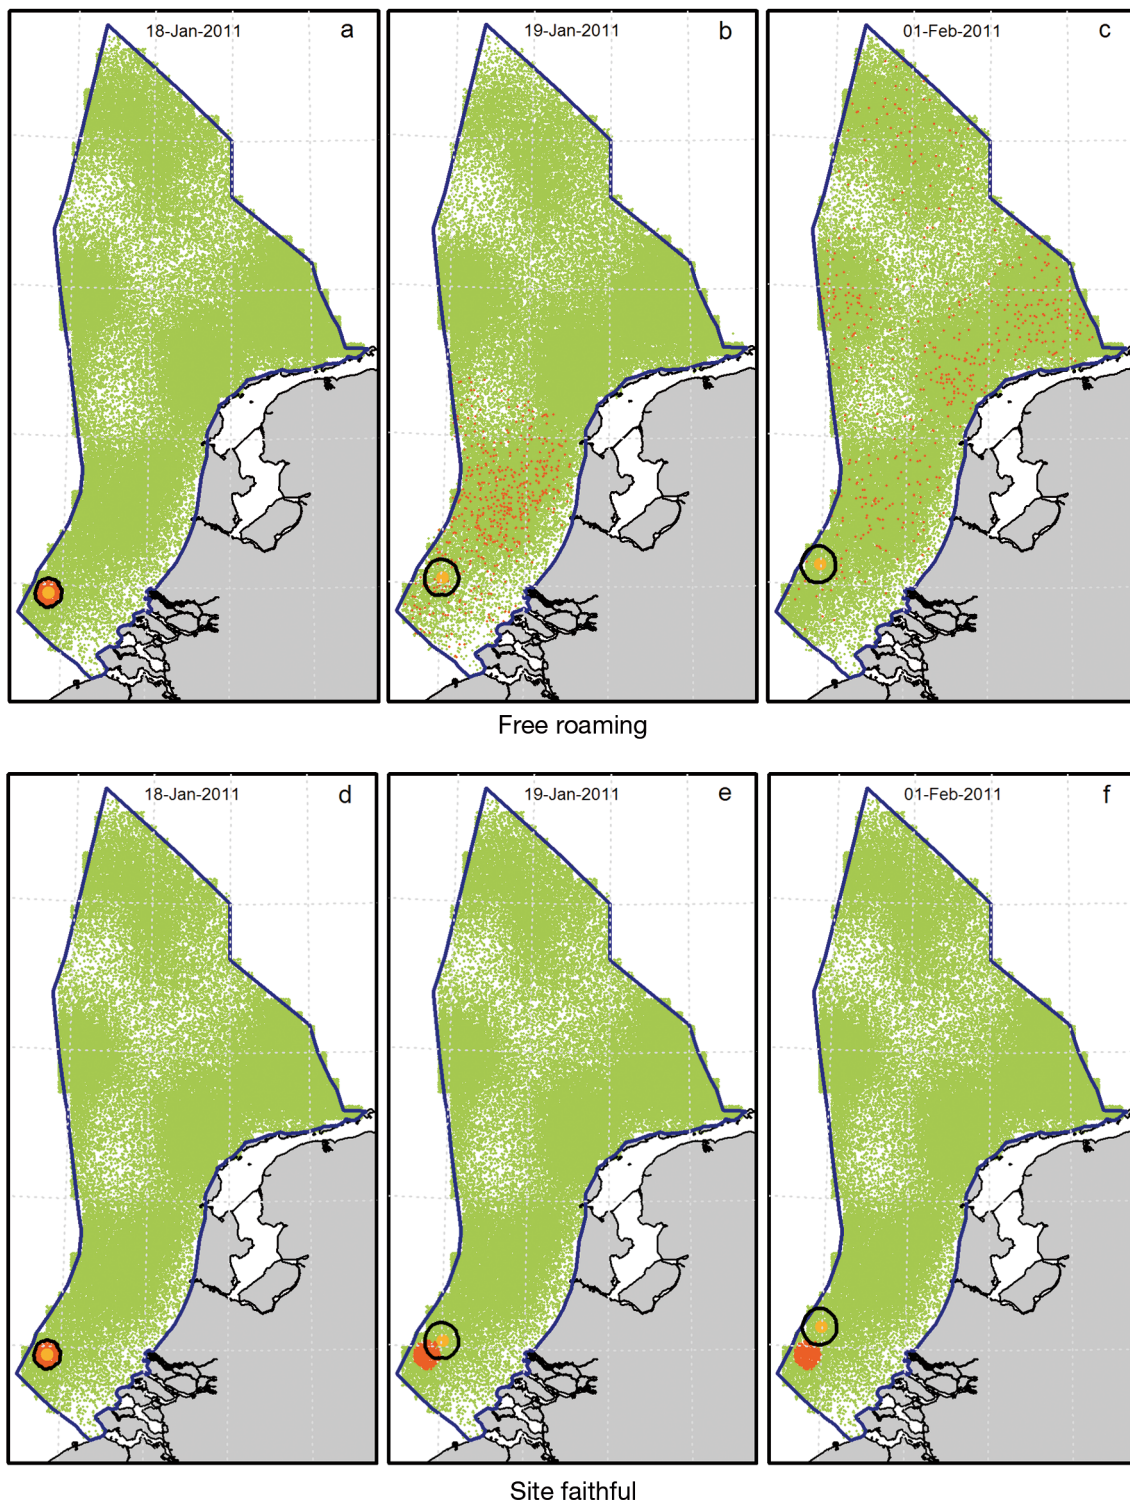 18-Jan-2011 a
19-Jan-2011 b
01-Feb-2011 c
Free roaming
18-Jan-2011 d
19-Jan-2011 e
01-Feb-2011 f
Site faithful